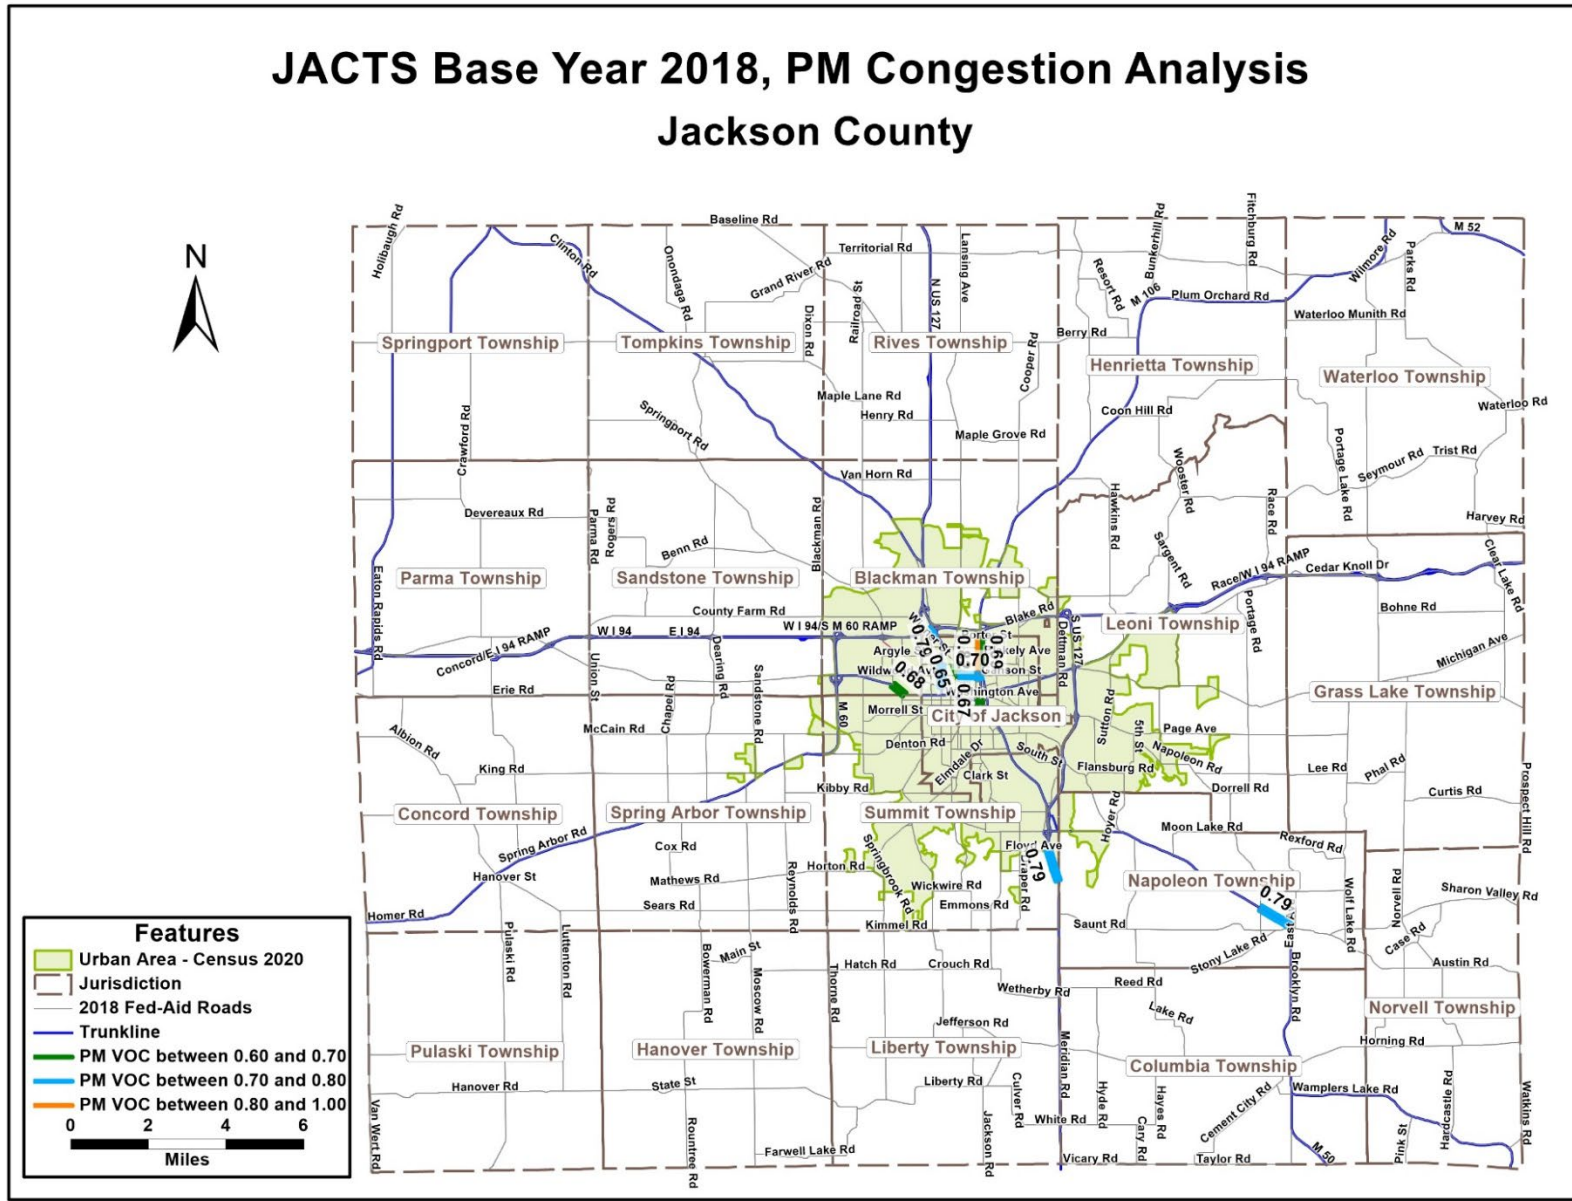 JACTS Base Year 2018, PM Congestion Analysis
Jackson County
N
Holibaugh Rd
Clinton Rd
Onondaga Rd
Baseline Rd
Grand River Rd
Dixon Rd
Railroad St
Territorial Rd
N US 127
Lansing Ave
Cooper Rd
Resort Rd
Bunkerhill Rd
M 106
Fitchburg Rd
Plum Orchard Rd
Wilmore Rd
Parks Rd
M 52
Waterloo Munith Rd
Berry Rd
Springport Township
Tompkins Township
Rives Township
Henrietta Township
Waterloo Township
Maple Lane Rd
Henry Rd
Maple Grove Rd
Coon Hill Rd
Waterloo Rd
Crawford Rd
Springport Rd
Van Horn Rd
Wooster Rd
Portage Lake Rd
Seymour Rd
Trist Rd
Devereaux Rd
Parma Rd
Rogers Rd
Benn Rd
Blackman Rd
Hawkins Rd
Sargent Rd
Race Rd
Harvey Rd
Clear Lake Rd
Race/W I 94 RAMP
Cedar Knoll Dr
Eaton Rapids Rd
Parma Township
Sandstone Township
Blackman Township
Leoni Township
County Farm Rd
Blake Rd
Portage Rd
Bohne Rd
Concord/E I 94 RAMP
W I 94
E I 94
W I 94/S M 60 RAMP
Dettman Rd
S US 127
Michigan Ave
Union St
Dearing Rd
0.79
0.69
0.70
0.65
0.68
0.67
Erie Rd
Chapel Rd
Sandstone Rd
M 60
Morrell St
City of Jackson
Sutton Rd
Grass Lake Township
Albion Rd
McCain Rd
Denton Rd
Elmdale Dr
South St
5th St
Page Ave
Napoleon Rd
King Rd
Clark St
Flansburg Rd
Lee Rd
Phal Rd
Kibby Rd
Dorrell Rd
Curtis Rd
Prospect Hill Rd
Concord Township
Spring Arbor Township
Summit Township
Hoyer Rd
Moon Lake Rd
Rexford Rd
Spring Arbor Rd
Cox Rd
Floyd Ave
0.79
Hanover St
Mathews Rd
Reynolds Rd
Horton Rd
Springbrook Rd
Wickwire Rd
Napoleon Township
0.79
Wolf Lake Rd
Norvell Rd
Sharon Valley Rd
Homer Rd
Sears Rd
Emmons Rd
Kimmel Rd
Saunt Rd
Stony Lake Rd
Case Rd
Pulaski Rd
Luttenton Rd
Bowerman Rd
Main St
Moscow Rd
Thorne Rd
Hatch Rd
Crouch Rd
Wetherby Rd
Reed Rd
Lake Rd
Brooklyn Rd
Austin Rd
Norvell Township
Jefferson Rd
Horning Rd
Pulaski Township
Hanover Township
Liberty Township
Meridian Rd
Columbia Township
Hanover Rd
State St
Liberty Rd
Culver Rd
Hyde Rd
Hayes Rd
Cement City Rd
Wamplers Lake Rd
Hardcastle Rd
Watkins Rd
White Rd
Cary Rd
Pink St
Van Wert Rd
Rountree Rd
Farwell Lake Rd
Jackson Rd
Vicary Rd
Taylor Rd
M 50
Features
Urban Area - Census 2020
Jurisdiction
2018 Fed-Aid Roads
Trunkline
PM VOC between 0.60 and 0.70
PM VOC between 0.70 and 0.80
PM VOC between 0.80 and 1.00
0 2 4 6
Miles